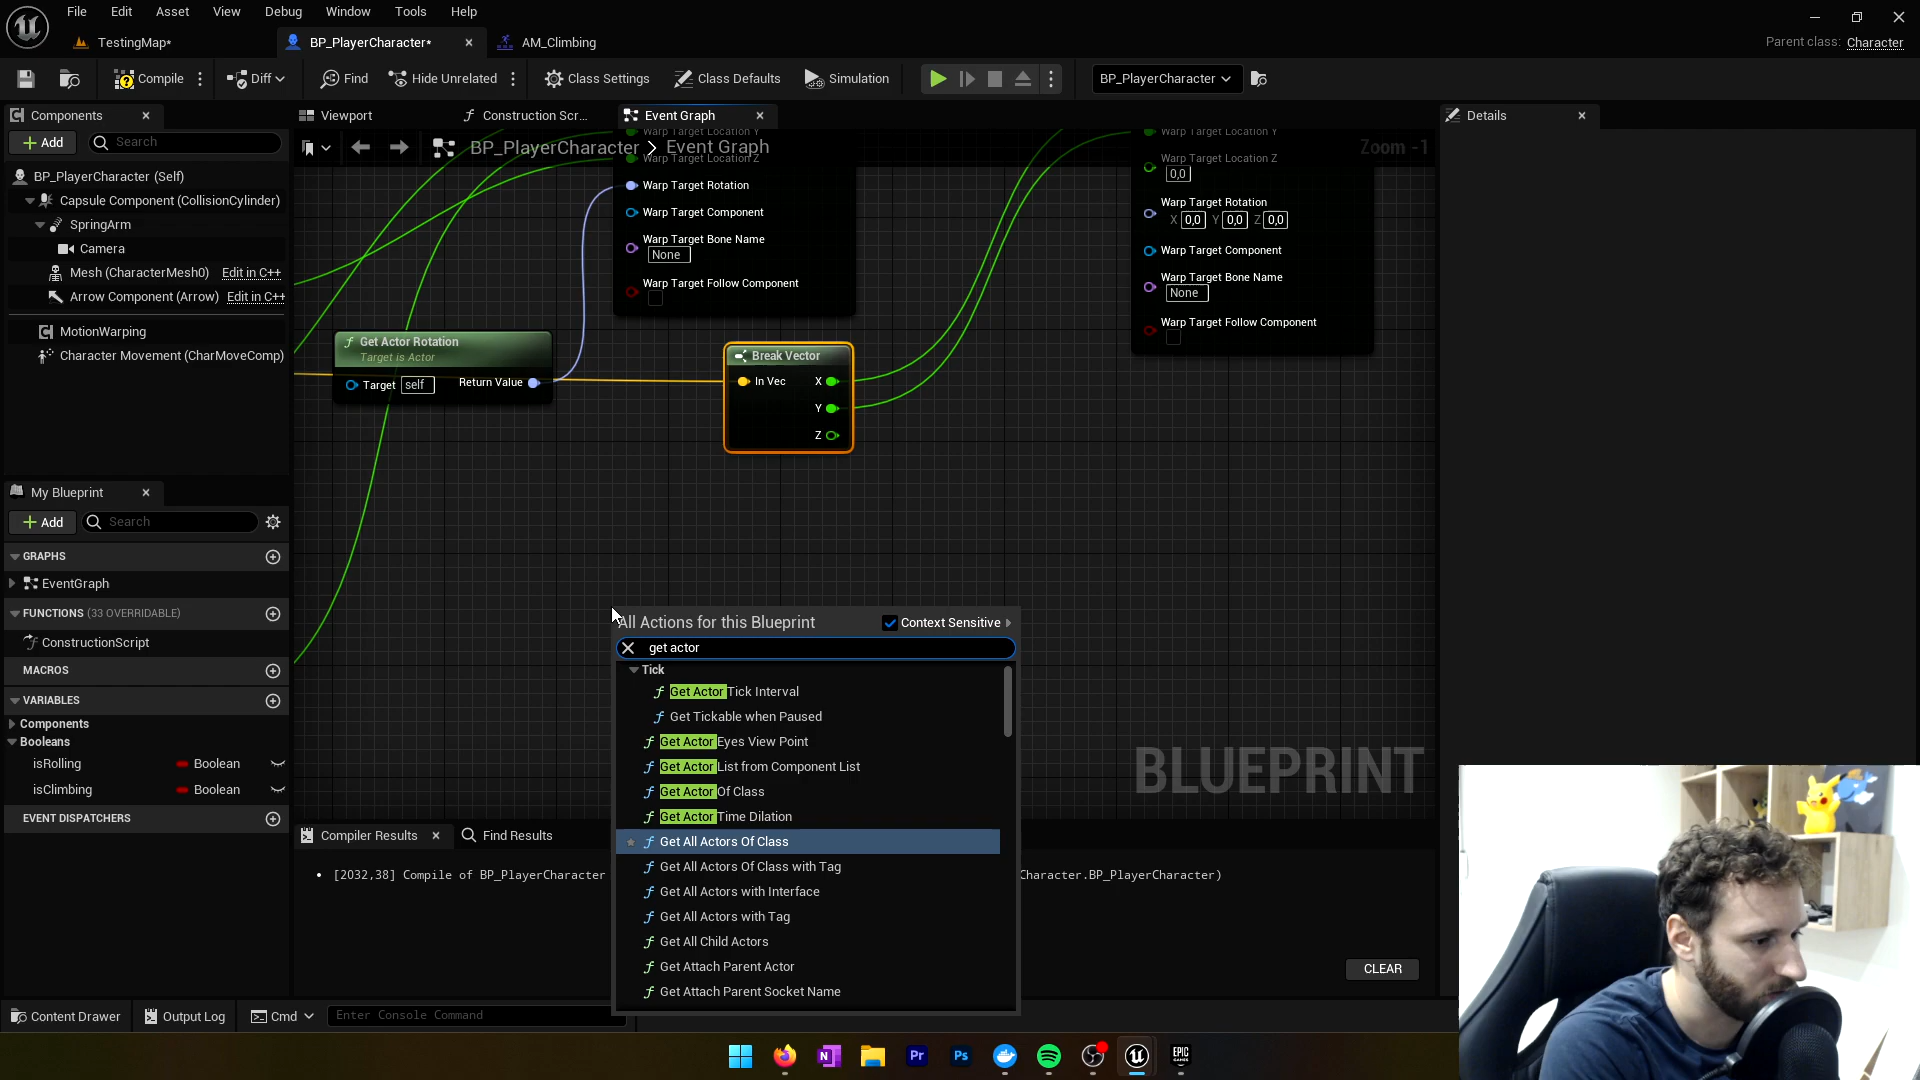 File Edit Asset View Debug Window Tools Help
TestingMap* BP_PlayerCharacter* AM_Climbing
Parent class: Character
Compile Diff Find Hide Unrelated Class Settings Class Defaults Simulation BP_PlayerCharacter
Components
Add Search
BP_PlayerCharacter (Self)
Capsule Component (CollisionCylinder)
SpringArm
Camera
Mesh (CharacterMesh0) Edit in C++
Arrow Component (Arrow) Edit in C++
MotionWarping
Character Movement (CharMoveComp)
My Blueprint
Add Search
GRAPHS
EventGraph
FUNCTIONS (33 OVERRIDABLE)
ConstructionScript
MACROS
VARIABLES
Components
Booleans
isRolling Boolean
isClimbing Boolean
EVENT DISPATCHERS
Viewport Construction Scr... Event Graph
BP_PlayerCharacter > Event Graph
Zoom -1
Warp Target Location Y
Warp Target Location Z
Warp Target Rotation
Warp Target Component
Warp Target Bone Name
None
Warp Target Follow Component
Get Actor Rotation
Target is Actor
Target self Return Value
Break Vector
In Vec X
Y
Z
Warp Target Location Y
Warp Target Location Z
0,0
Warp Target Rotation
X 0,0 Y 0,0 Z 0,0
Warp Target Component
Warp Target Bone Name
None
Warp Target Follow Component
All Actions for this Blueprint Context Sensitive
get actor
Tick
Get Actor Tick Interval
Get Tickable when Paused
Get Actor Eyes View Point
Get Actor List from Component List
Get Actor Of Class
Get Actor Time Dilation
Get All Actors Of Class
Get All Actors Of Class with Tag
Get All Actors with Interface
Get All Actors with Tag
Get All Child Actors
Get Attach Parent Actor
Get Attach Parent Socket Name
BLUEPRINT
Compiler Results Find Results
[2032,38] Compile of BP_PlayerCharacter Character.BP_PlayerCharacter)
CLEAR
Details
Content Drawer Output Log Cmd Enter Console Command
N Pr Ps EPIC GAMES